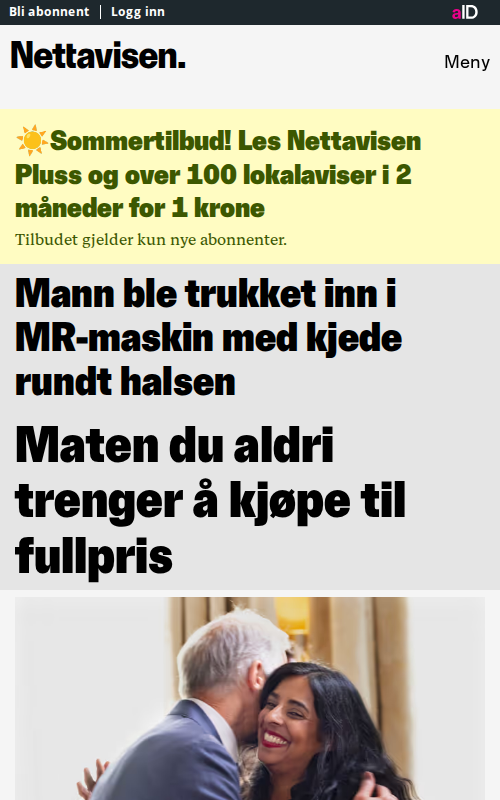 Bli abonnent | Logg inn
aID
Nettavisen.
Meny
☀️Sommertilbud! Les Nettavisen
Pluss og over 100 lokalaviser i 2
måneder for 1 krone
Tilbudet gjelder kun nye abonnenter.
Mann ble trukket inn i
MR-maskin med kjede
rundt halsen
Maten du aldri
trenger å kjøpe til
fullpris